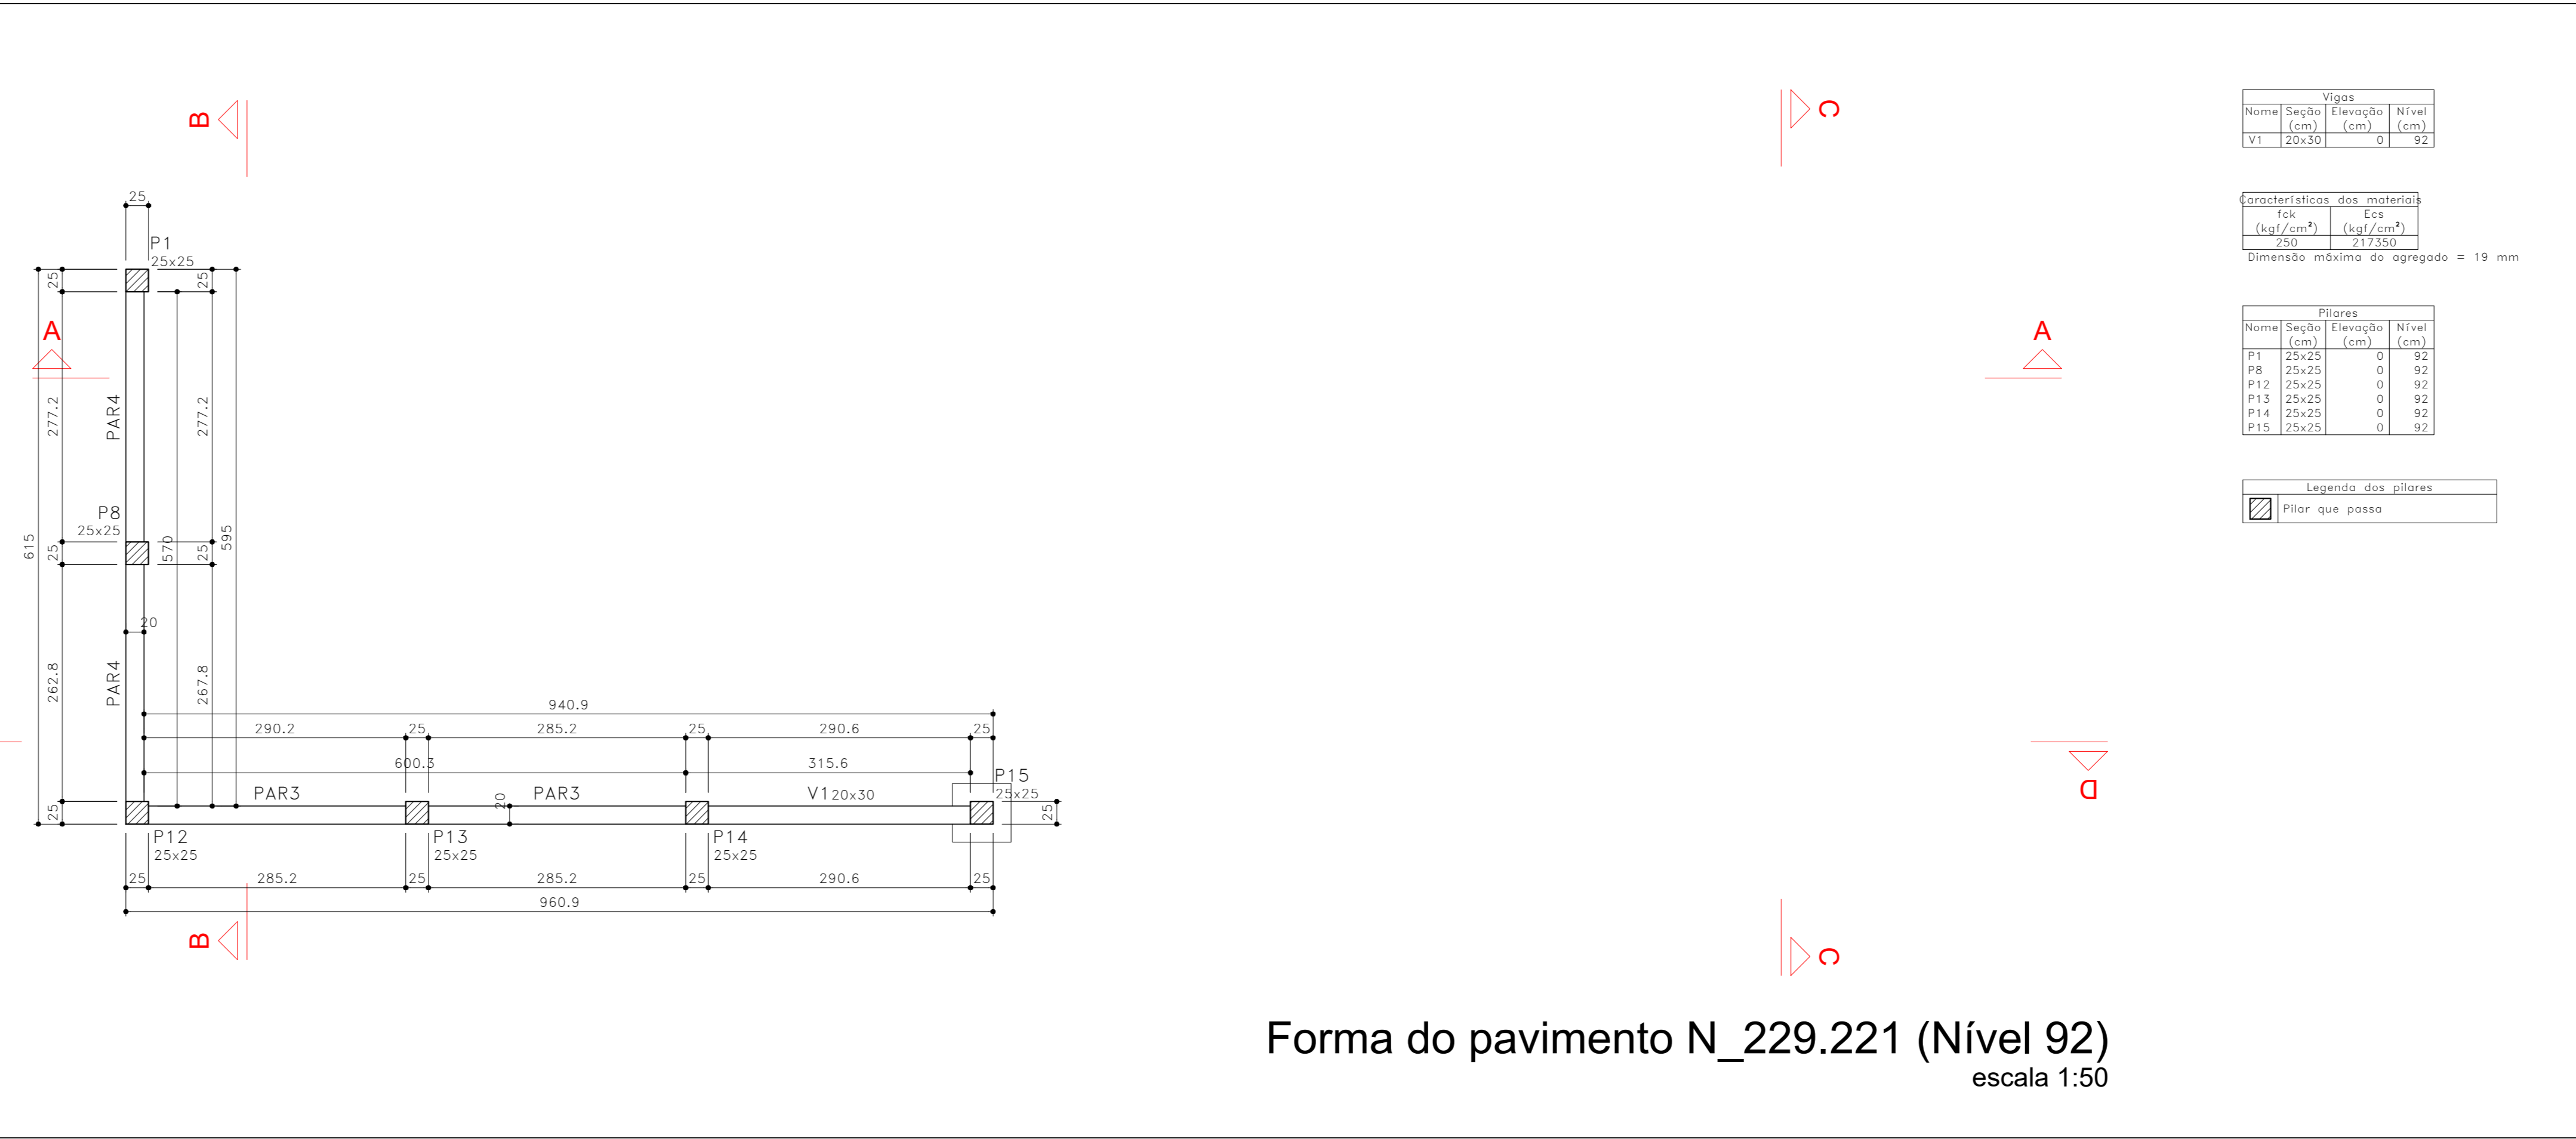 B
C
Vigas
Nome Seção Elevação Nível
(cm) (cm) (cm)
V1 20x30 0 92
Características dos materiais
fck Ecs
(kgf/cm²) (kgf/cm²)
250 217350
Dimensão máxima do agregado = 19 mm
Pilares
Nome Seção Elevação Nível
(cm) (cm) (cm)
P1 25x25 0 92
P8 25x25 0 92
P12 25x25 0 92
P13 25x25 0 92
P14 25x25 0 92
P15 25x25 0 92
Legenda dos pilares
Pilar que passa
25
P1
25x25
25
25
A
A
277.2
PAR4
277.2
P8
25x25
615
25
570
25
595
20
262.8
PAR4
267.8
940.9
290.2 25 285.2 25 290.6 25
600.3 315.6
PAR3
20
PAR3
V1 20x30
P15
25x25
25
25
D
P12
25x25
P13
25x25
P14
25x25
25 285.2 25 285.2 25 290.6 25
960.9
B
C
Forma do pavimento N_229.221 (Nível 92)
escala 1:50